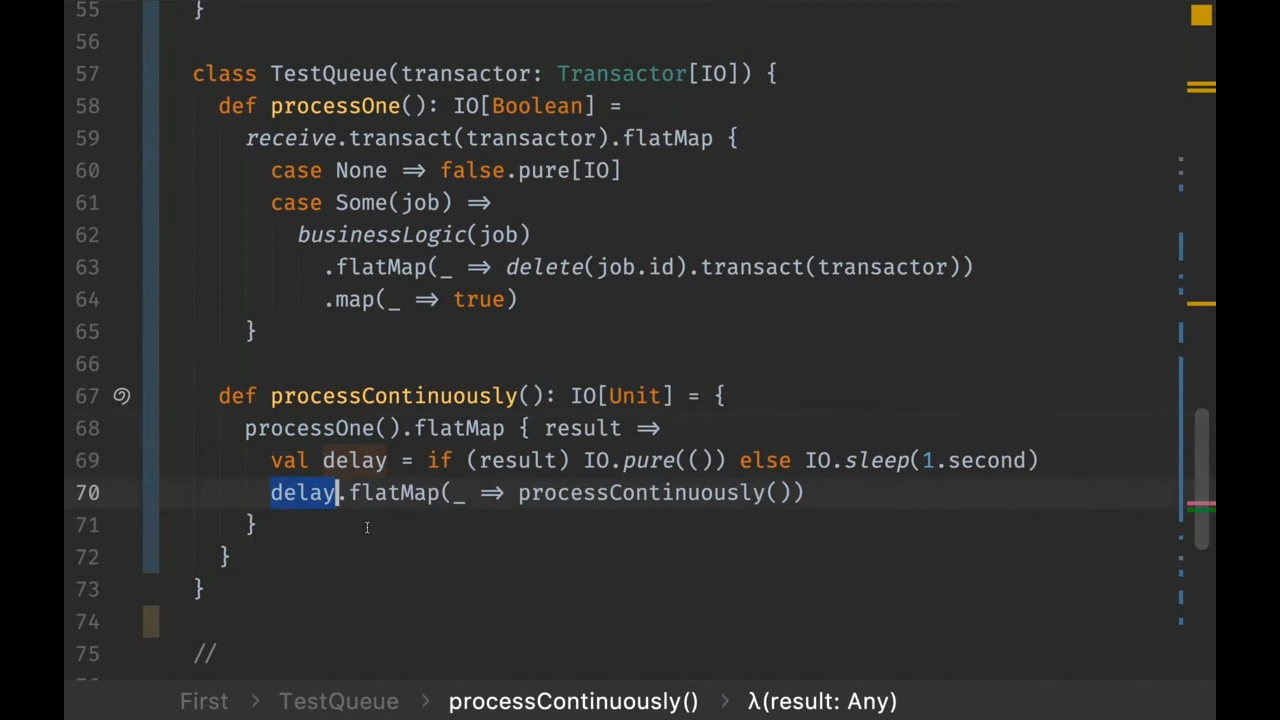 55 }
56
57 class TestQueue(transactor: Transactor[IO]) {
58 def processOne(): IO[Boolean] =
59 receive.transact(transactor).flatMap {
60 case None ⇒ false.pure[IO]
61 case Some(job) ⇒
62 businessLogic(job)
63 .flatMap(_ ⇒ delete(job.id).transact(transactor))
64 .map(_ ⇒ true)
65 }
66
67 def processContinuously(): IO[Unit] = {
68 processOne().flatMap { result ⇒
69 val delay = if (result) IO.pure(()) else IO.sleep(1.second)
70 delay.flatMap(_ ⇒ processContinuously())
71 }
72 }
73 }
74
75 //
First > TestQueue > processContinuously() > λ(result: Any)